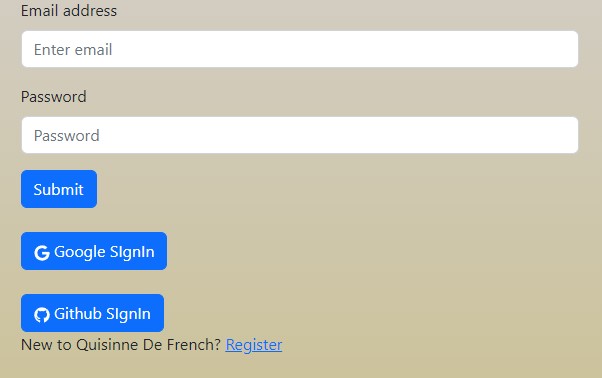 Email address
Enter email
Password
Password
Submit
Google SIgnIn
Github SIgnIn
New to Quisinne De French? Register